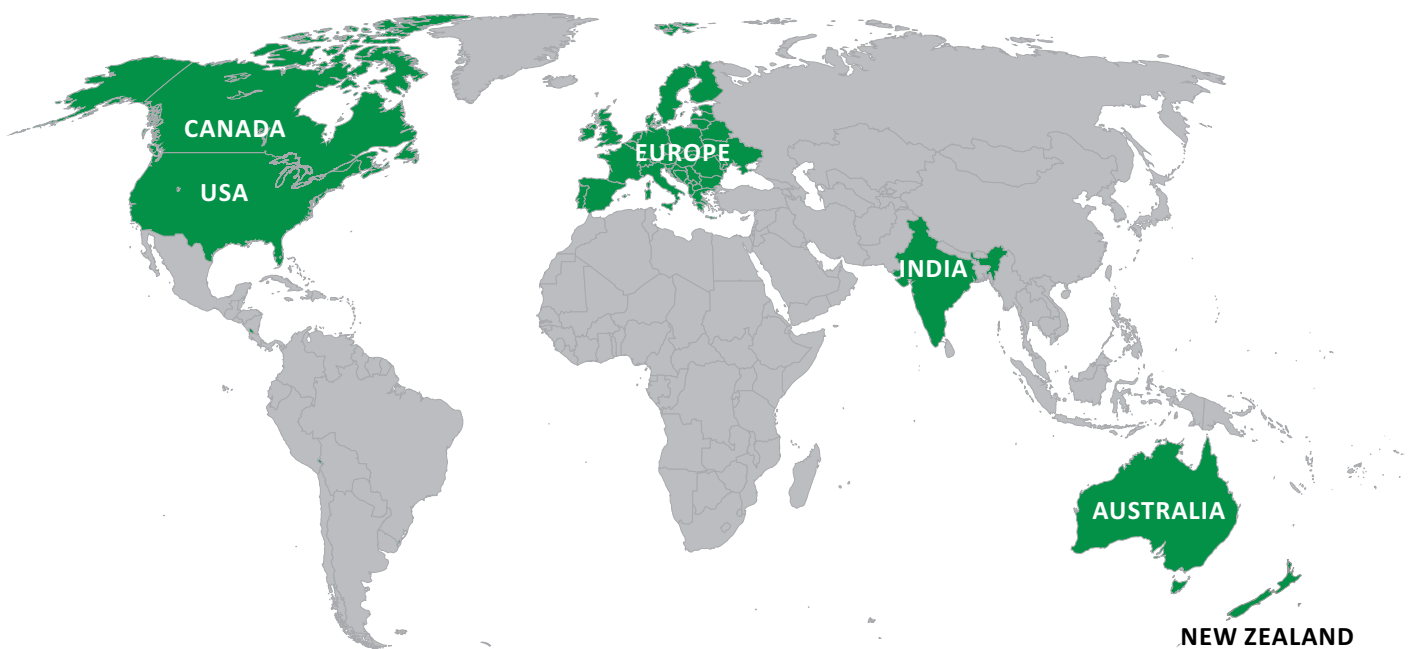 CANADA
EUROPE
USA
INDIA
AUSTRALIA
NEW ZEALAND